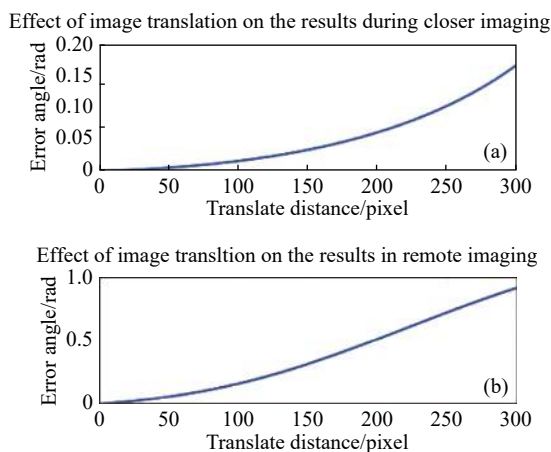 Effect of image translation on the results during closer imaging
0.20
0.15
0.10
0.05
0
Error angle/rad
(a)
0 50 100 150 200 250 300
Translate distance/pixel
Effect of image transltion on the results in remote imaging
1.0
0.5
0
Error angle/rad
(b)
0 50 100 150 200 250 300
Translate distance/pixel